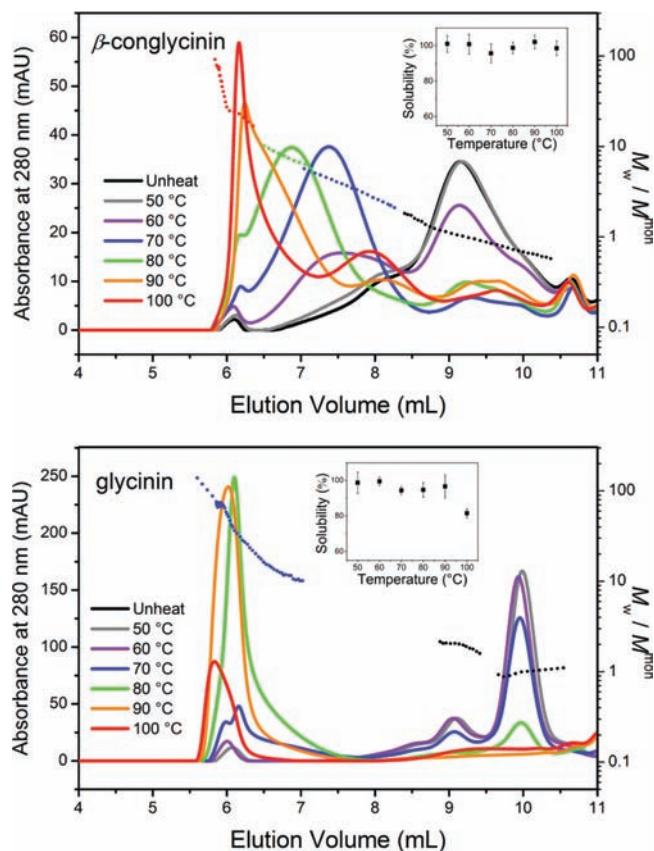 β-conglycinin
Absorbance at 280 nm (mAU)
60
50
40
30
20
10
0
Unheat
50 °C
60 °C
70 °C
80 °C
90 °C
100 °C
Solubility (%)
100
80
60
50 60 70 80 90 100
Temperature (°C)
100
10
1
0.1
M_w / M^mon
4 5 6 7 8 9 10 11
Elution Volume (mL)
glycinin
Absorbance at 280 nm (mAU)
250
200
150
100
50
0
Unheat
50 °C
60 °C
70 °C
80 °C
90 °C
100 °C
Solubility (%)
100
80
60
50 60 70 80 90 100
Temperature (°C)
100
10
1
0.1
M_w / M^mon
4 5 6 7 8 9 10 11
Elution Volume (mL)